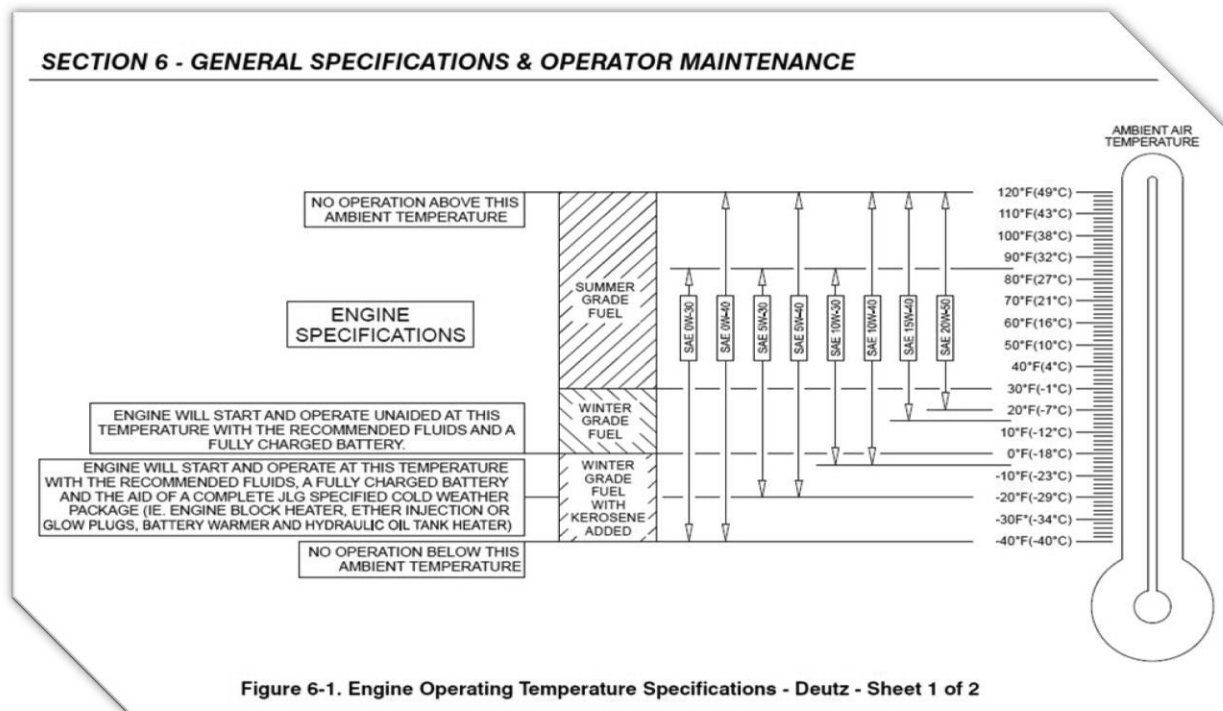 SECTION 6 - GENERAL SPECIFICATIONS & OPERATOR MAINTENANCE
AMBIENT AIR
TEMPERATURE
NO OPERATION ABOVE THIS
AMBIENT TEMPERATURE
120°F(49°C)
110°F(43°C)
100°F(38°C)
90°F(32°C)
80°F(27°C)
70°F(21°C)
60°F(16°C)
50°F(10°C)
40°F(4°C)
30°F(-1°C)
20°F(-7°C)
10°F(-12°C)
0°F(-18°C)
-10°F(-23°C)
-20°F(-29°C)
-30F°(-34°C)
-40°F(-40°C)
SUMMER
GRADE
FUEL
SAE 0W-30
SAE 0W-40
SAE 5W-30
SAE 5W-40
SAE 10W-30
SAE 10W-40
SAE 15W-40
SAE 20W-50
ENGINE
SPECIFICATIONS
ENGINE WILL START AND OPERATE UNAIDED AT THIS
TEMPERATURE WITH THE RECOMMENDED FLUIDS AND A
FULLY CHARGED BATTERY.
WINTER
GRADE
FUEL
ENGINE WILL START AND OPERATE AT THIS TEMPERATURE
WITH THE RECOMMENDED FLUIDS, A FULLY CHARGED BATTERY
AND THE AID OF A COMPLETE JLG SPECIFIED COLD WEATHER
PACKAGE (IE. ENGINE BLOCK HEATER, ETHER INJECTION OR
GLOW PLUGS, BATTERY WARMER AND HYDRAULIC OIL TANK HEATER)
WINTER
GRADE
FUEL
WITH
KEROSENE
ADDED
NO OPERATION BELOW THIS
AMBIENT TEMPERATURE
Figure 6-1. Engine Operating Temperature Specifications - Deutz - Sheet 1 of 2